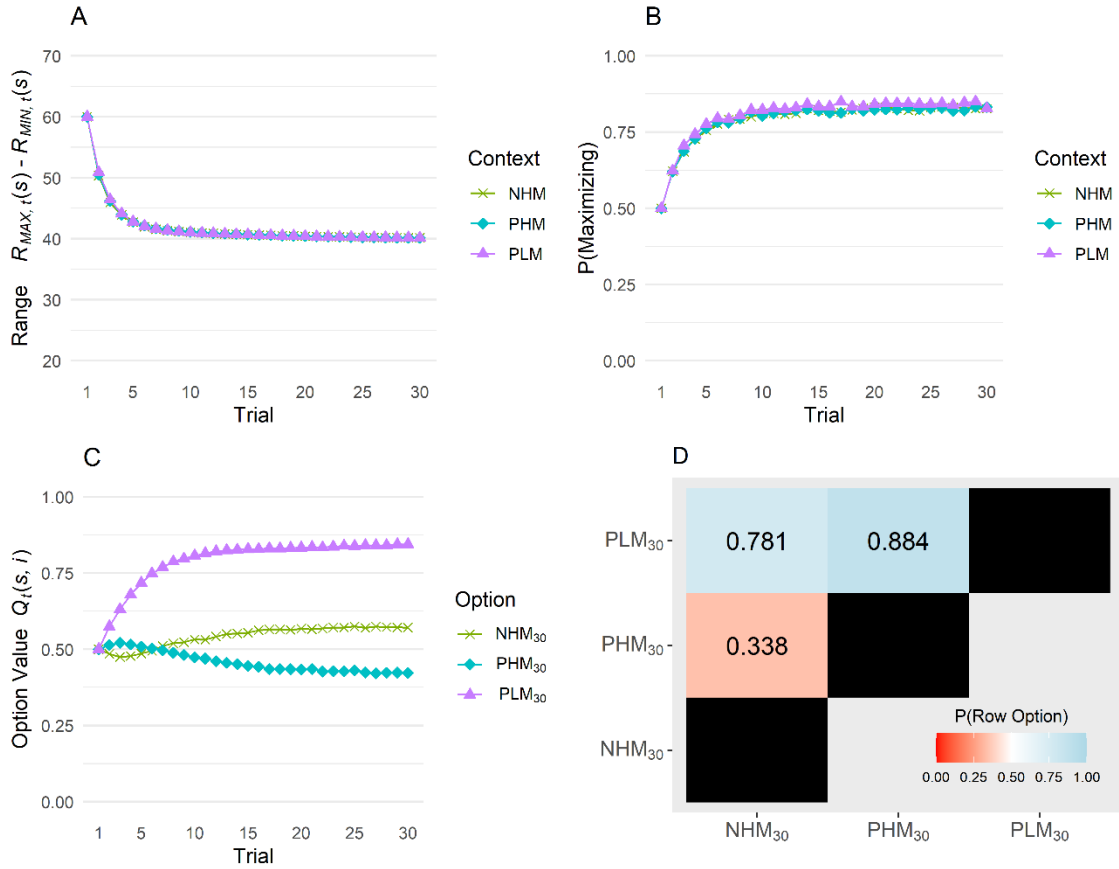 A
Range R_MAX, t(s) - R_MIN, t(s)
70
60
50
40
30
20
1 5 10 15 20 25 30
Trial
Context
NHM
PHM
PLM
B
P(Maximizing)
1.00
0.75
0.50
0.25
0.00
1 5 10 15 20 25 30
Trial
Context
NHM
PHM
PLM
C
Option Value Q_t(s, i)
1.00
0.75
0.50
0.25
0.00
1 5 10 15 20 25 30
Trial
Option
NHM₃₀
PHM₃₀
PLM₃₀
D
PLM₃₀ 0.781 0.884
PHM₃₀ 0.338
NHM₃₀
P(Row Option)
0.00 0.25 0.50 0.75 1.00
NHM₃₀ PHM₃₀ PLM₃₀